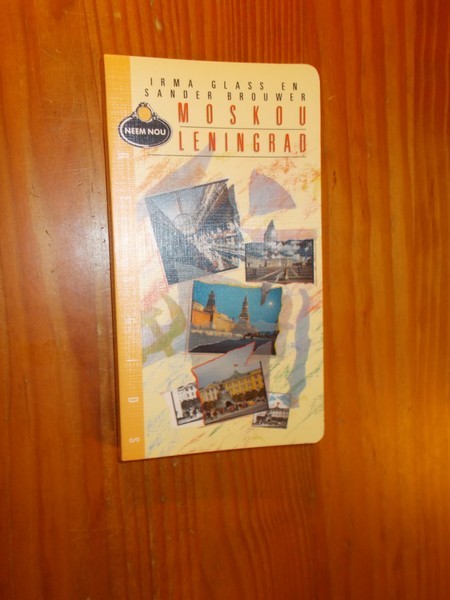 IRMA GLASS EN
SANDER BROUWER
MOSKOU
LENINGRAD
NEEM NOU